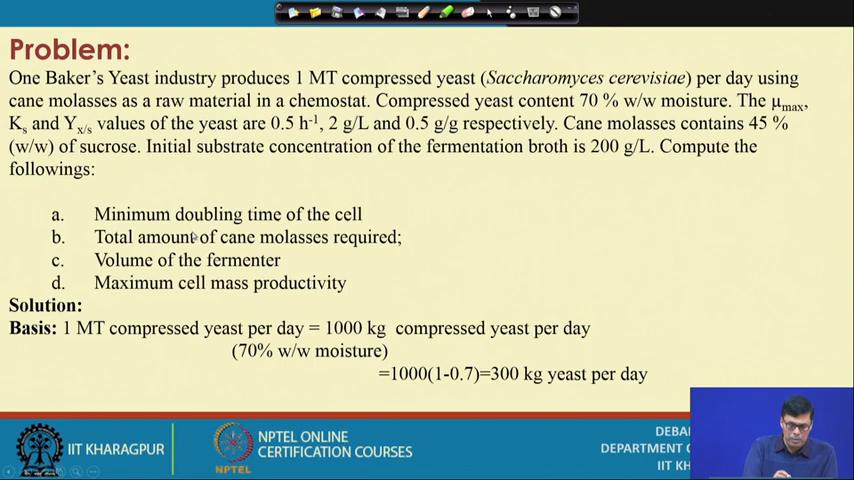 Problem:
One Baker's Yeast industry produces 1 MT compressed yeast (Saccharomyces cerevisiae) per day using
cane molasses as a raw material in a chemostat. Compressed yeast content 70 % w/w moisture. The μmax,
Ks and Yx/s values of the yeast are 0.5 h-1, 2 g/L and 0.5 g/g respectively. Cane molasses contains 45 %
(w/w) of sucrose. Initial substrate concentration of the fermentation broth is 200 g/L. Compute the
followings:
a. Minimum doubling time of the cell
b. Total amount of cane molasses required;
c. Volume of the fermenter
d. Maximum cell mass productivity
Solution:
Basis: 1 MT compressed yeast per day = 1000 kg compressed yeast per day
(70% w/w moisture)
=1000(1-0.7)=300 kg yeast per day
IIT KHARAGPUR
NPTEL
NPTEL ONLINE
CERTIFICATION COURSES
DEBA
DEPARTMENT
IIT KH